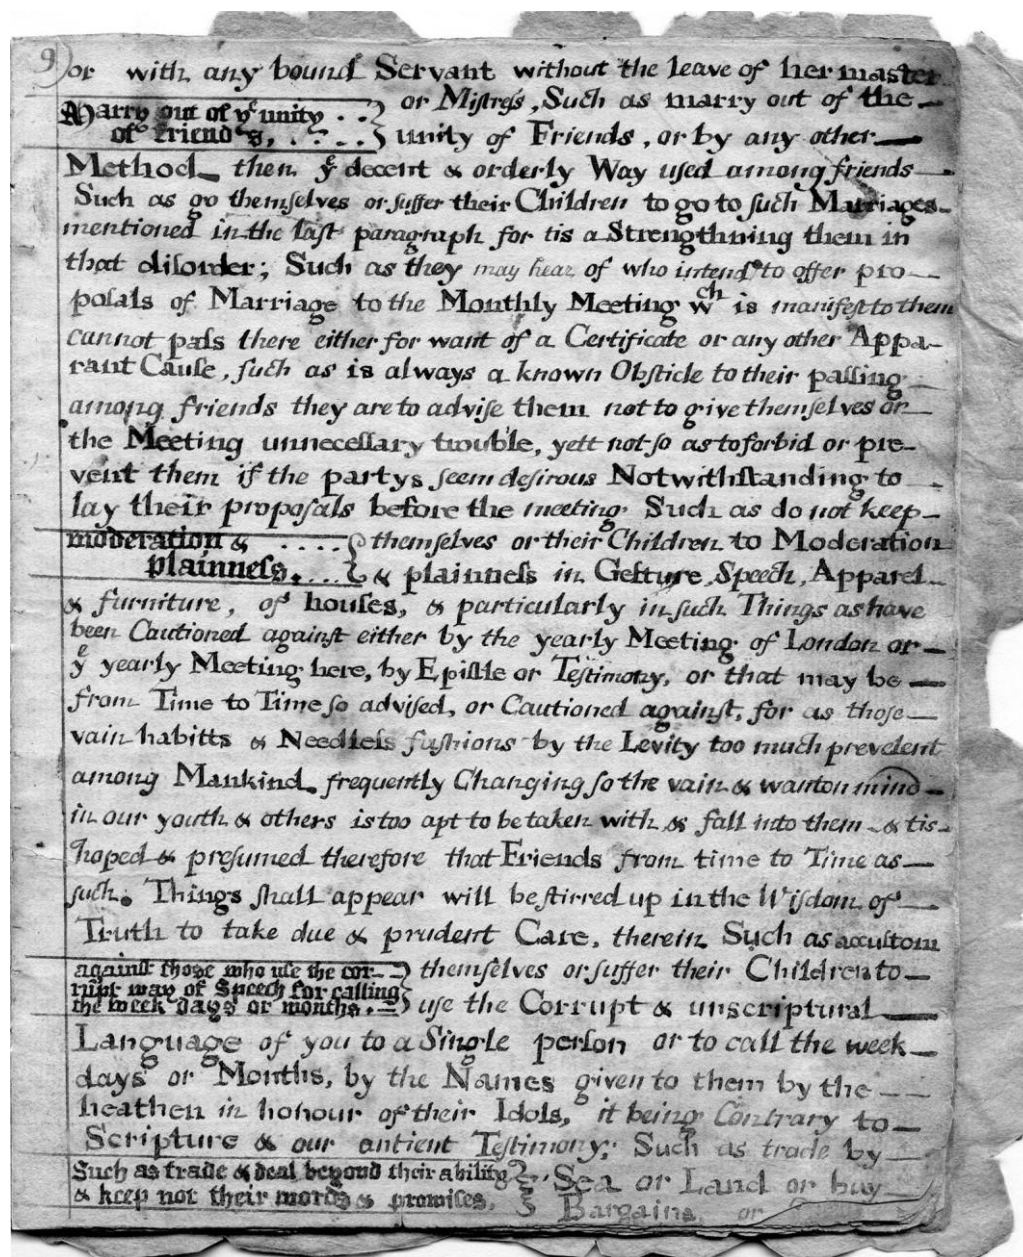 9)
or with any bound Servant without the leave of her master
or Miſtreſs, Such as marry out of the
Marry out of yͤ unity
of friends,
unity of Friends, or by any other
Method then yͤ decent & orderly Way uſed among friends
Such as go themſelves or ſuffer their Children to go to ſuch Marriages
mentioned in the laſt paragraph for tis a Strengthning them in
that diſorder; Such as they may hear of who intend to offer pro-
poſals of Marriage to the Monthly Meeting wᶜʰ is manifeſt to them
cannot paſs there either for want of a Certificate or any other Appa-
rant Cauſe, ſuch as is always a known Obſticle to their paſſing
among friends they are to adviſe them not to give themſelves or
the Meeting unneceſſary trouble, yett not ſo as to forbid or pre-
vent them if the partys ſeem deſirous Notwithſtanding to
lay their propoſals before the meeting Such as do not keep
moderation &
plainneſs.
themſelves or their Children to Moderation
& plainneſs in Geſture, Speech, Apparel
& furniture, of houſes, & particularly in ſuch Things as have
been Cautioned againſt either by the yearly Meeting of London or
yͤ yearly Meeting here, by Epiſtle or Teſtimony, or that may be
from Time to Time ſo adviſed, or Cautioned againſt, for as thoſe
vain habitts & Needleſs faſhions by the Levity too much prevelent
among Mankind, frequently Changing ſo the vain & wanton mind
in our youth & others is too apt to be taken with & fall into them & tis
hoped & preſumed therefore that Friends from time to Time as
ſuch Things ſhall appear will be ſtirred up in the Wiſdom of
Truth to take due & prudent Care, therein Such as accuſtom
againſt thoſe who uſe the cor-
rupt way of Speech for calling
the week days or months.
themſelves or ſuffer their Children to
uſe the Corrupt & unscriptural
Language of you to a Single perſon or to call the week
days or Months, by the Names given to them by the
heathen in honour of their Idols, it being Contrary to
Scripture & our antient Teſtimony; Such as trade by
Such as trade & deal beyond their ability
& keep not their words & promiſes.
Sea or Land or buy
Bargains, or